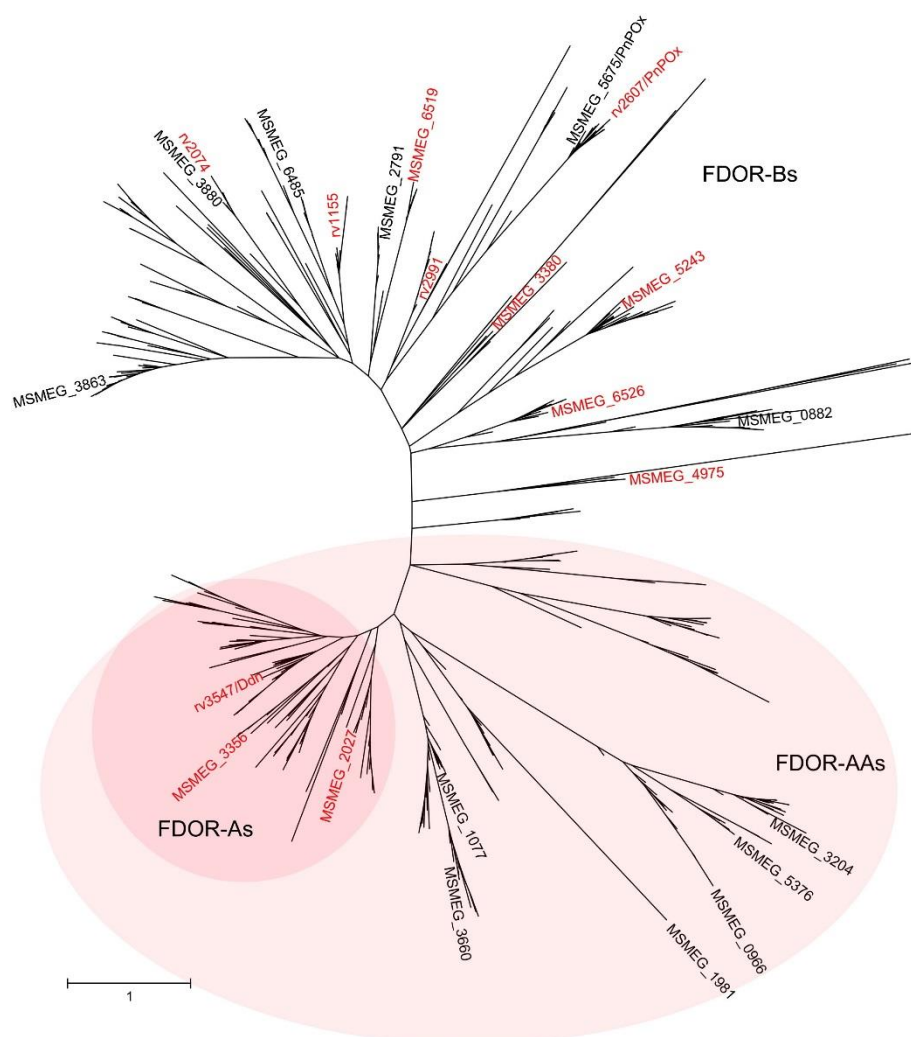 MSMEG_5675/PnPOx
rv2607/PnPOx
MSMEG_6519
MSMEG_2791
MSMEG_6485
rv2074
MSMEG_3880
rv1155
FDOR-Bs
rv2991
MSMEG_3380
MSMEG_5243
MSMEG_3863
MSMEG_6526
MSMEG_0882
MSMEG_4975
rv3547/Ddn
MSMEG_3356
MSMEG_2027
FDOR-As
FDOR-AAs
MSMEG_1077
MSMEG_3660
MSMEG_3204
MSMEG_5376
MSMEG_0966
MSMEG_1981
1